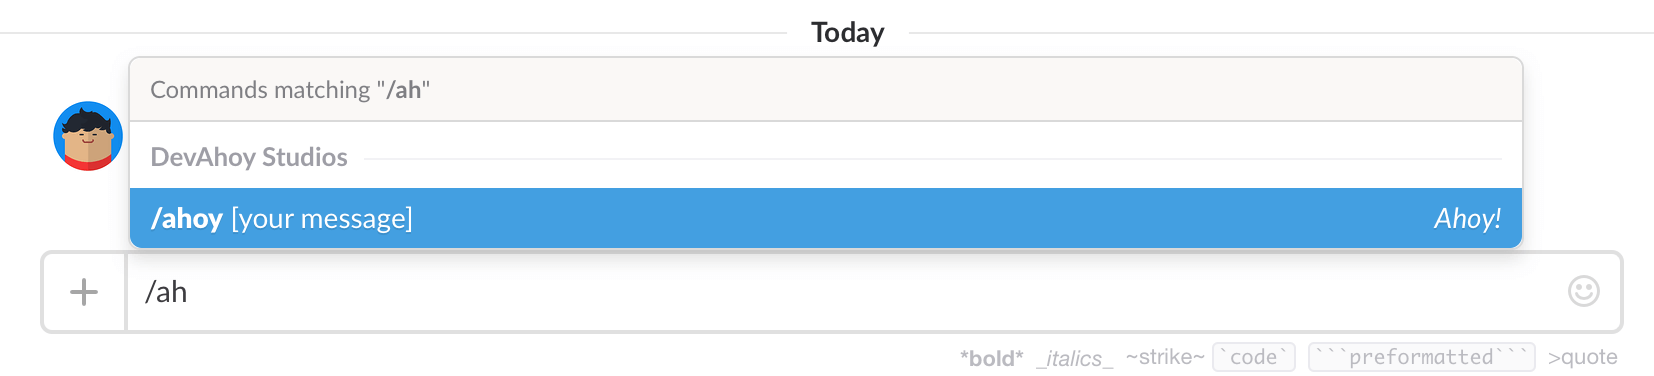 Today
Commands matching "/ah"
DevAhoy Studios
/ahoy [your message] Ahoy!
/ah
*bold* _italics_ ~strike~ `code` ```preformatted``` >quote